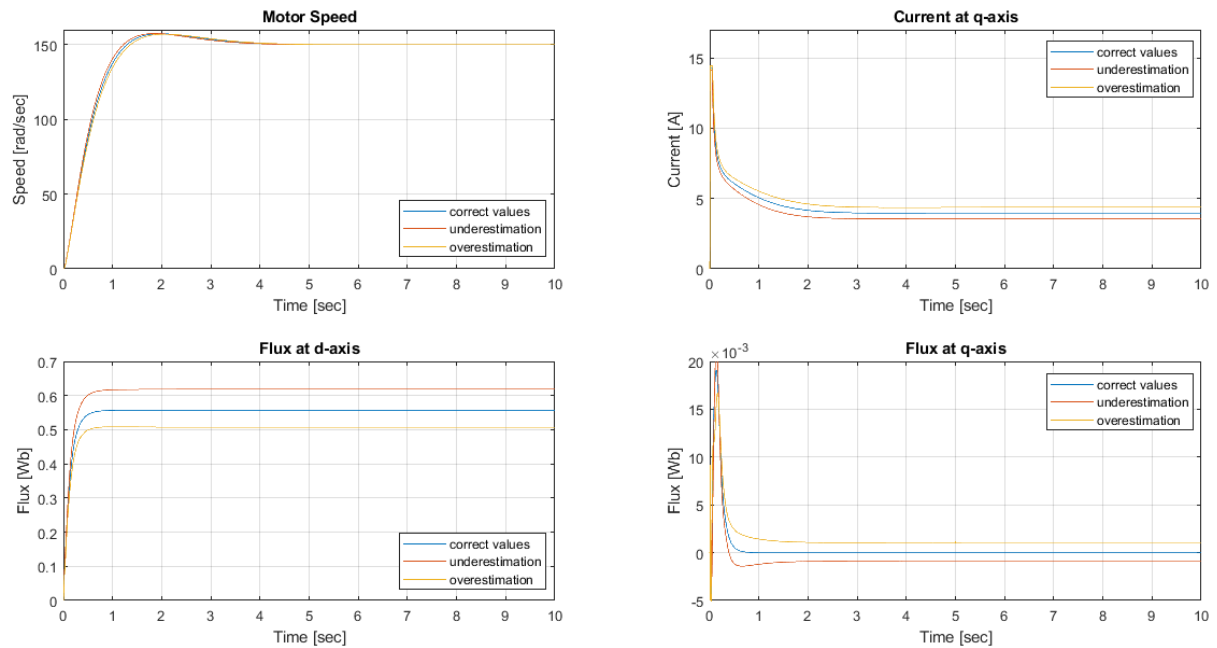 Motor Speed
150
100
50
0
Speed [rad/sec]
correct values
underestimation
overestimation
0 1 2 3 4 5 6 7 8 9 10
Time [sec]
Current at q-axis
15
10
5
0
Current [A]
correct values
underestimation
overestimation
0 1 2 3 4 5 6 7 8 9 10
Time [sec]
Flux at d-axis
0.7
0.6
0.5
0.4
0.3
0.2
0.1
0
Flux [Wb]
correct values
underestimation
overestimation
0 1 2 3 4 5 6 7 8 9 10
Time [sec]
Flux at q-axis
× 10⁻³
20
15
10
5
0
-5
Flux [Wb]
correct values
underestimation
overestimation
0 1 2 3 4 5 6 7 8 9 10
Time [sec]